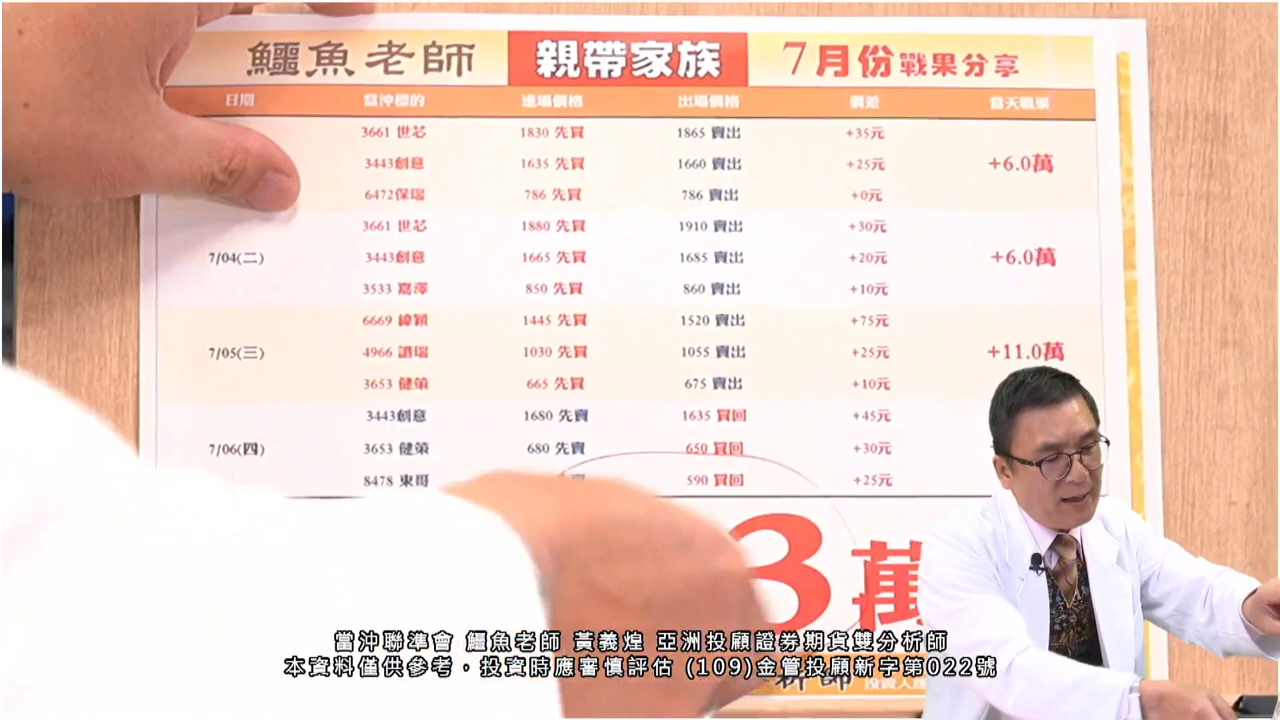 鱷魚老師 親帶家族 7月份戰果分享
日期 當沖標的 進場價格 出場價格 價差 當天戰果
3661 世芯 1830 先買 1865 賣出 +35元
3443創意 1635 先買 1660 賣出 +25元 +6.0萬
6472保瑞 786 先買 786 賣出 +0元
3661 世芯 1880 先買 1910 賣出 +30元
7/04(二) 3443創意 1665 先買 1685 賣出 +20元 +6.0萬
3533 嘉澤 850 先買 860 賣出 +10元
6669 緯穎 1445 先買 1520 賣出 +75元
7/05(三) 4966 譜瑞 1030 先買 1055 賣出 +25元 +11.0萬
3653 健策 665 先買 675 賣出 +10元
3443創意 1680 先賣 1635 買回 +45元
7/06(四) 3653 健策 680 先賣 650 買回 +30元
8478 東哥 590 買回 +25元
3萬
當沖聯準會 鱷魚老師 黃義煌 亞洲投顧證券期貨雙分析師
本資料僅供參考，投資時應審慎評估 (109)金管投顧新字第022號
析師 投資人